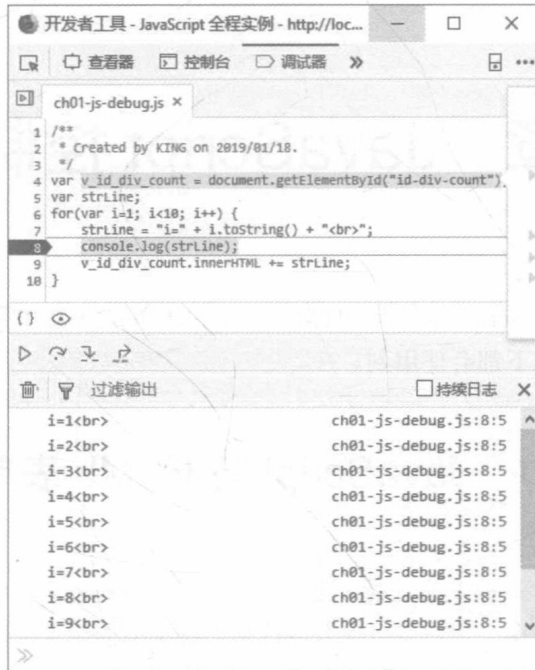 开发者工具 - JavaScript 全程实例 - http://loc...
查看器 控制台 调试器 »
ch01-js-debug.js ×
1 /**
2 * Created by KING on 2019/01/18.
3 */
4 var v_id_div_count = document.getElementById("id-div-count")
5 var strLine;
6 for(var i=1; i<10; i++) {
7 strLine = "i=" + i.toString() + "<br>";
8 console.log(strLine);
9 v_id_div_count.innerHTML += strLine;
10 }
{ }
过滤输出 持续日志 ×
i=1<br> ch01-js-debug.js:8:5
i=2<br> ch01-js-debug.js:8:5
i=3<br> ch01-js-debug.js:8:5
i=4<br> ch01-js-debug.js:8:5
i=5<br> ch01-js-debug.js:8:5
i=6<br> ch01-js-debug.js:8:5
i=7<br> ch01-js-debug.js:8:5
i=8<br> ch01-js-debug.js:8:5
i=9<br> ch01-js-debug.js:8:5
»